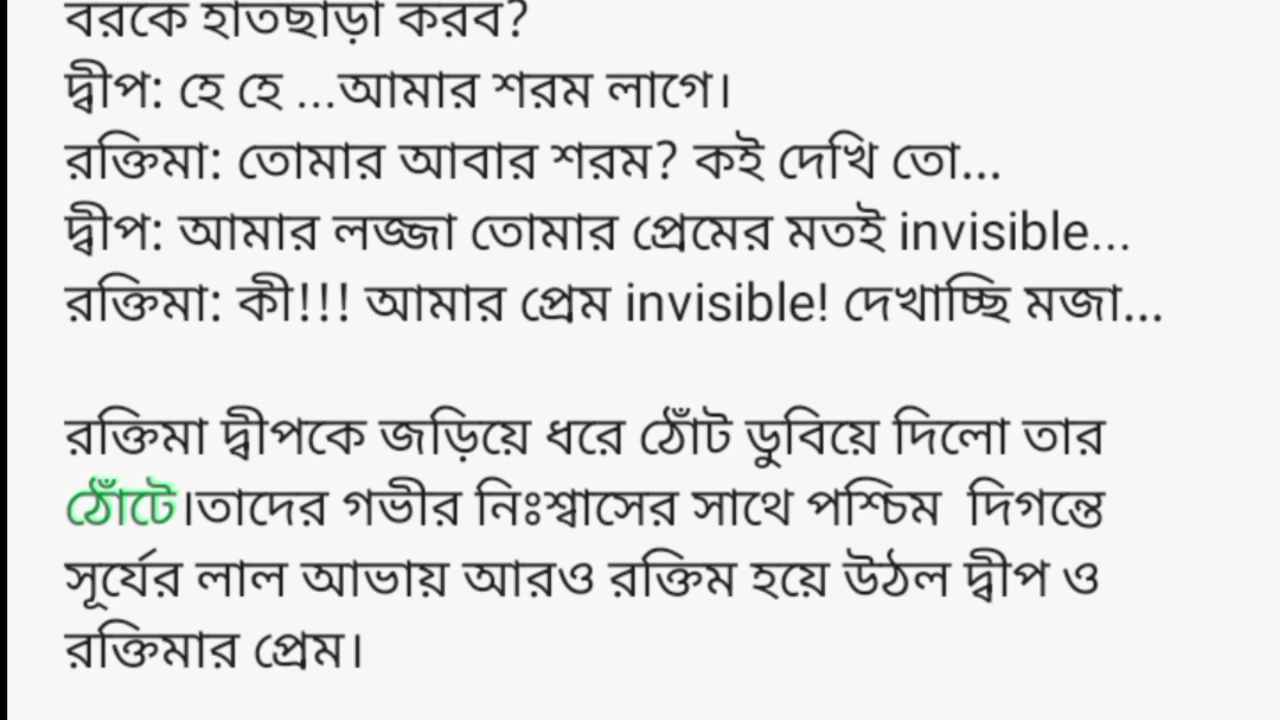 বরকে হাতছাড়া করব?
দ্বীপ: হে হে ...আমার শরম লাগে।
রক্তিমা: তোমার আবার শরম? কই দেখি তো...
দ্বীপ: আমার লজ্জা তোমার প্রেমের মতই invisible...
রক্তিমা: কী!!! আমার প্রেম invisible! দেখাচ্ছি মজা...
রক্তিমা দ্বীপকে জড়িয়ে ধরে ঠোঁট ডুবিয়ে দিলো তার
ঠোঁটে।তাদের গভীর নিঃশ্বাসের সাথে পশ্চিম  দিগন্তে
সূর্যের লাল আভায় আরও রক্তিম হয়ে উঠল দ্বীপ ও
রক্তিমার প্রেম।